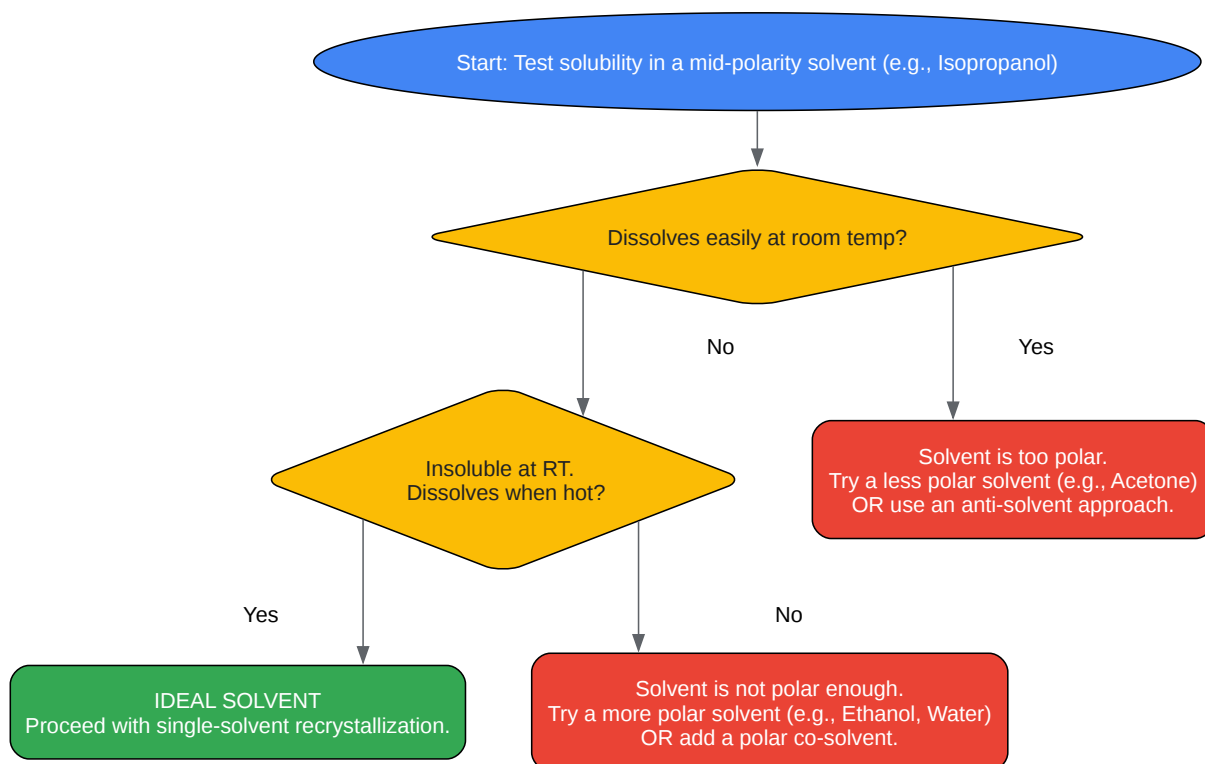 Start: Test solubility in a mid-polarity solvent (e.g., Isopropanol)
Dissolves easily at room temp?
No
Yes
Insoluble at RT.
Dissolves when hot?
Solvent is too polar.
Try a less polar solvent (e.g., Acetone)
OR use an anti-solvent approach.
Yes
No
IDEAL SOLVENT
Proceed with single-solvent recrystallization.
Solvent is not polar enough.
Try a more polar solvent (e.g., Ethanol, Water)
OR add a polar co-solvent.